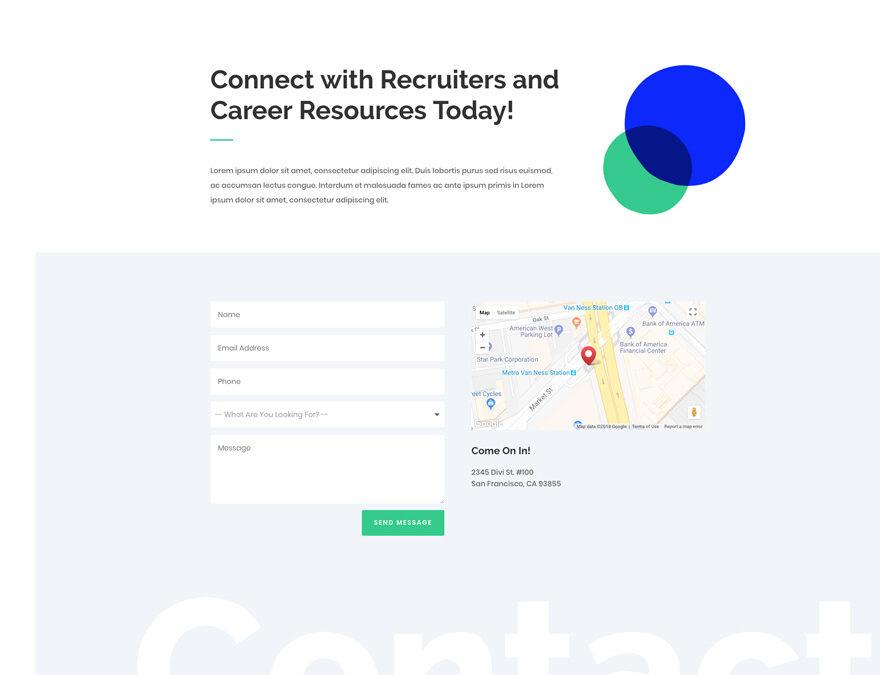 Connect with Recruiters and
Career Resources Today!
Lorem ipsum dolor sit amet, consectetur adipiscing elit. Duis lobortis purus sed risus euismod,
ac accumsan lectus congue. Interdum et malesuada fames ac ante ipsum primis in Lorem
ipsum dolor sit amet, consectetur adipiscing elit.
Name
Email Address
Phone
-- What Are You Looking For? --
Message
SEND MESSAGE
Map Satellite
Van Ness Station OB
Oak St
American West
Parking Lot
Bank of America ATM
Bank of America
Financial Center
Star Park Corporation
Metro Van Ness Station
eet Cycles
Market St
Google
Map data ©2018 Google | Terms of Use Report a map error
Come On In!
2345 Divi St. #100
San Francisco, CA 93855
Contact